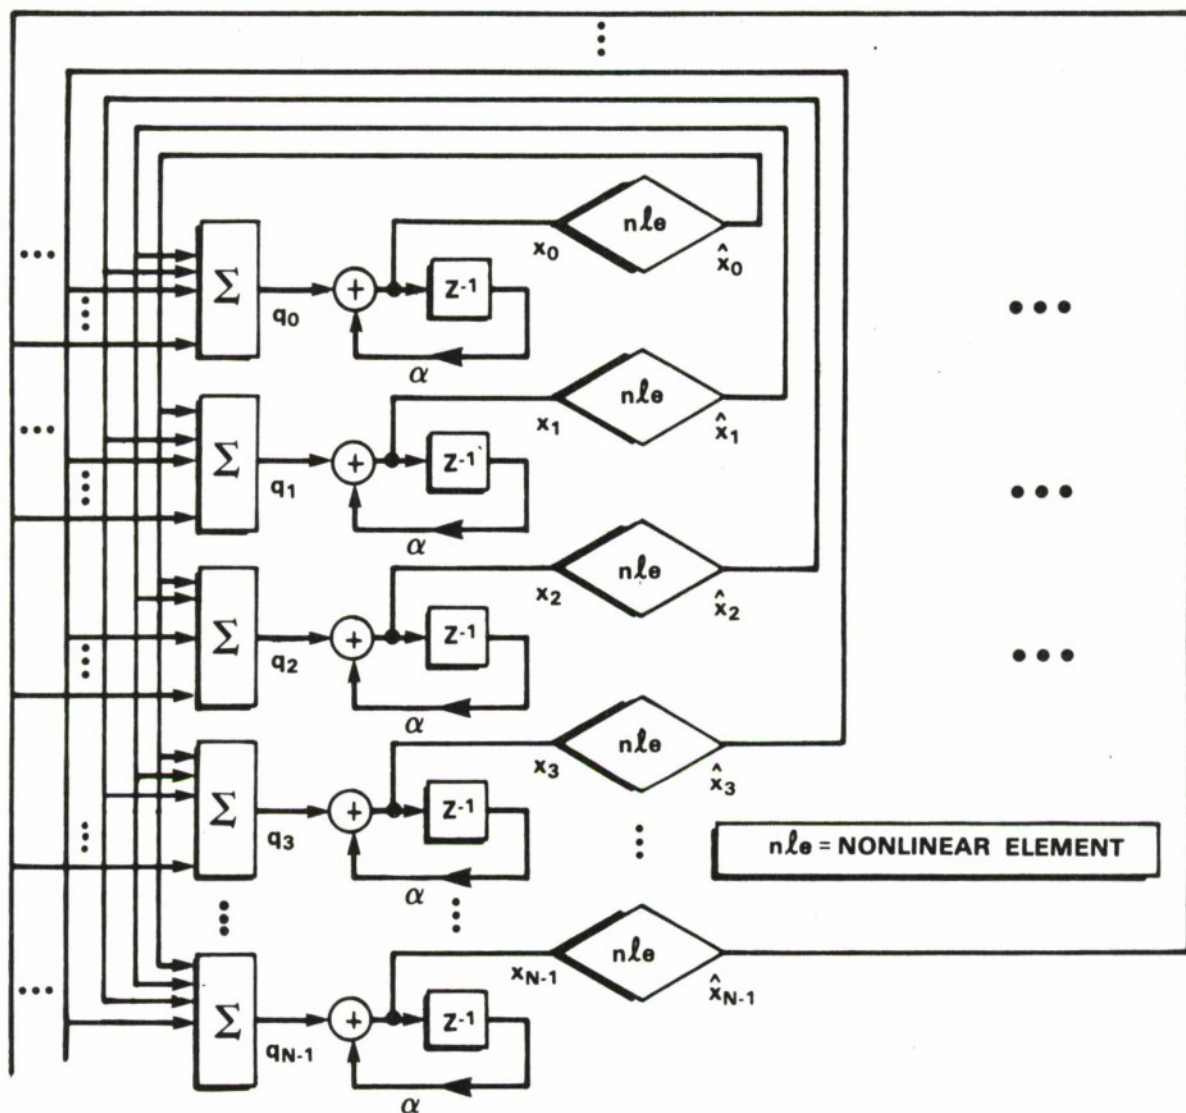 nle
x0
x̂0
Σ
q0
+
Z-1
α
nle
x1
x̂1
Σ
q1
+
Z-1
α
nle
x2
x̂2
Σ
q2
+
Z-1
α
nle
x3
x̂3
Σ
q3
+
Z-1
α
nle = NONLINEAR ELEMENT
nle
xN-1
x̂N-1
Σ
qN-1
+
Z-1
α